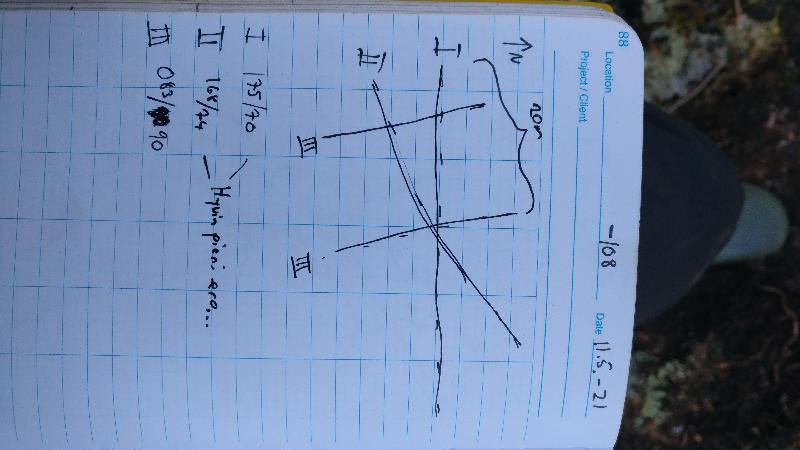 88 Location -108 Date 11.5.-21
Project / Client
20m
↑N
I
II
III
III
I 175/70
II 168/74 — Hyvin pieni ero...
III 083/90